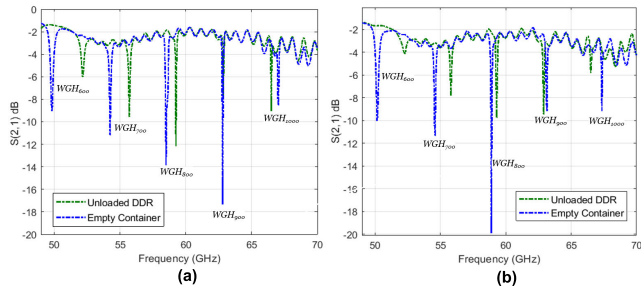 0
-2
-4
-6
-8
-10
-12
-14
-16
-18
-20
S(2,1) dB
50
55
60
65
70
Frequency (GHz)
WGH600
WGH700
WGH800
WGH900
WGH1000
Unloaded DDR
Empty Container
(a)
0
-2
-4
-6
-8
-10
-12
-14
-16
-18
-20
S(2,1) dB
50
55
60
65
70
Frequency (GHz)
WGH600
WGH700
WGH800
WGH900
WGH1000
Unloaded DDR
Empty Container
(b)